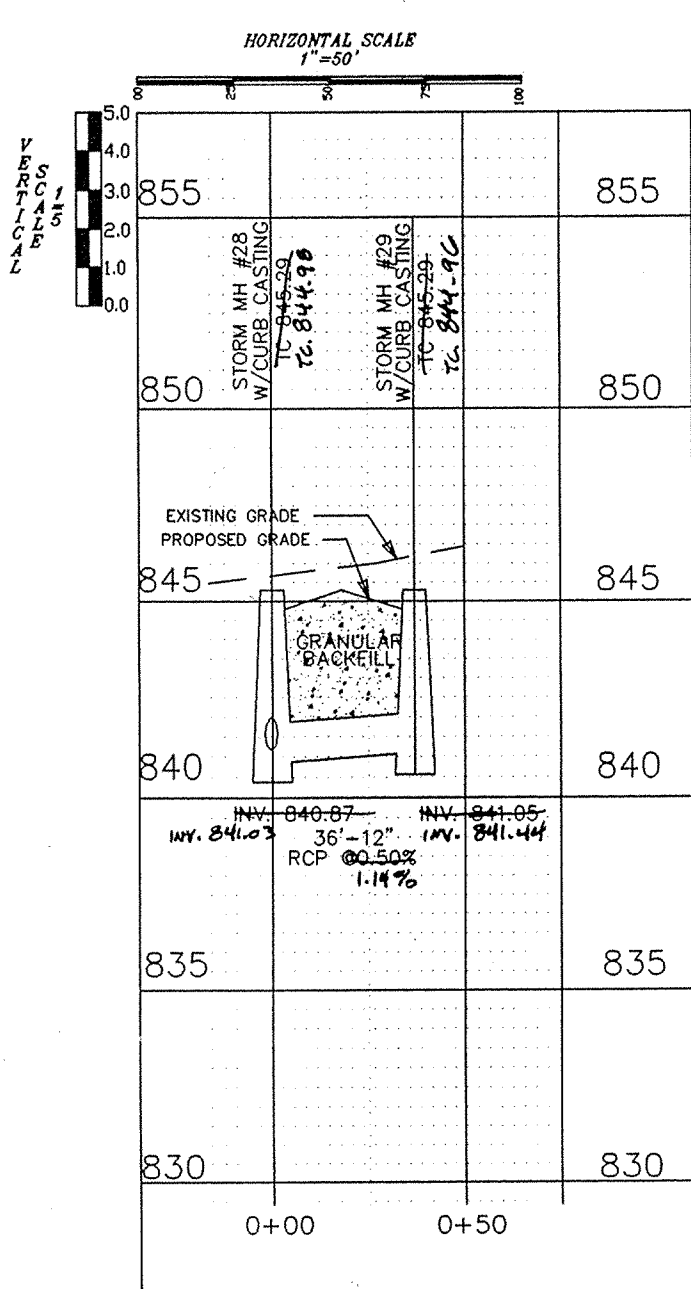 HORIZONTAL SCALE
1"=50'
00 25 50 75 100
VERTICAL
SCALE
1=5
5.0
4.0
3.0
2.0
1.0
0.0
855 855
STORM MH #28
W/CURB CASTING
TC 845.29
TC. 844.98
STORM MH #29
W/CURB CASTING
TC 845.29
TC. 844.96
850 850
EXISTING GRADE
PROPOSED GRADE
845 845
GRANULAR
BACKFILL
840 840
INV. 840.87 INV. 841.05
INV. 841.03 INV. 841.44
36'-12"
RCP @0.50%
1.14%
835 835
830 830
0+00 0+50